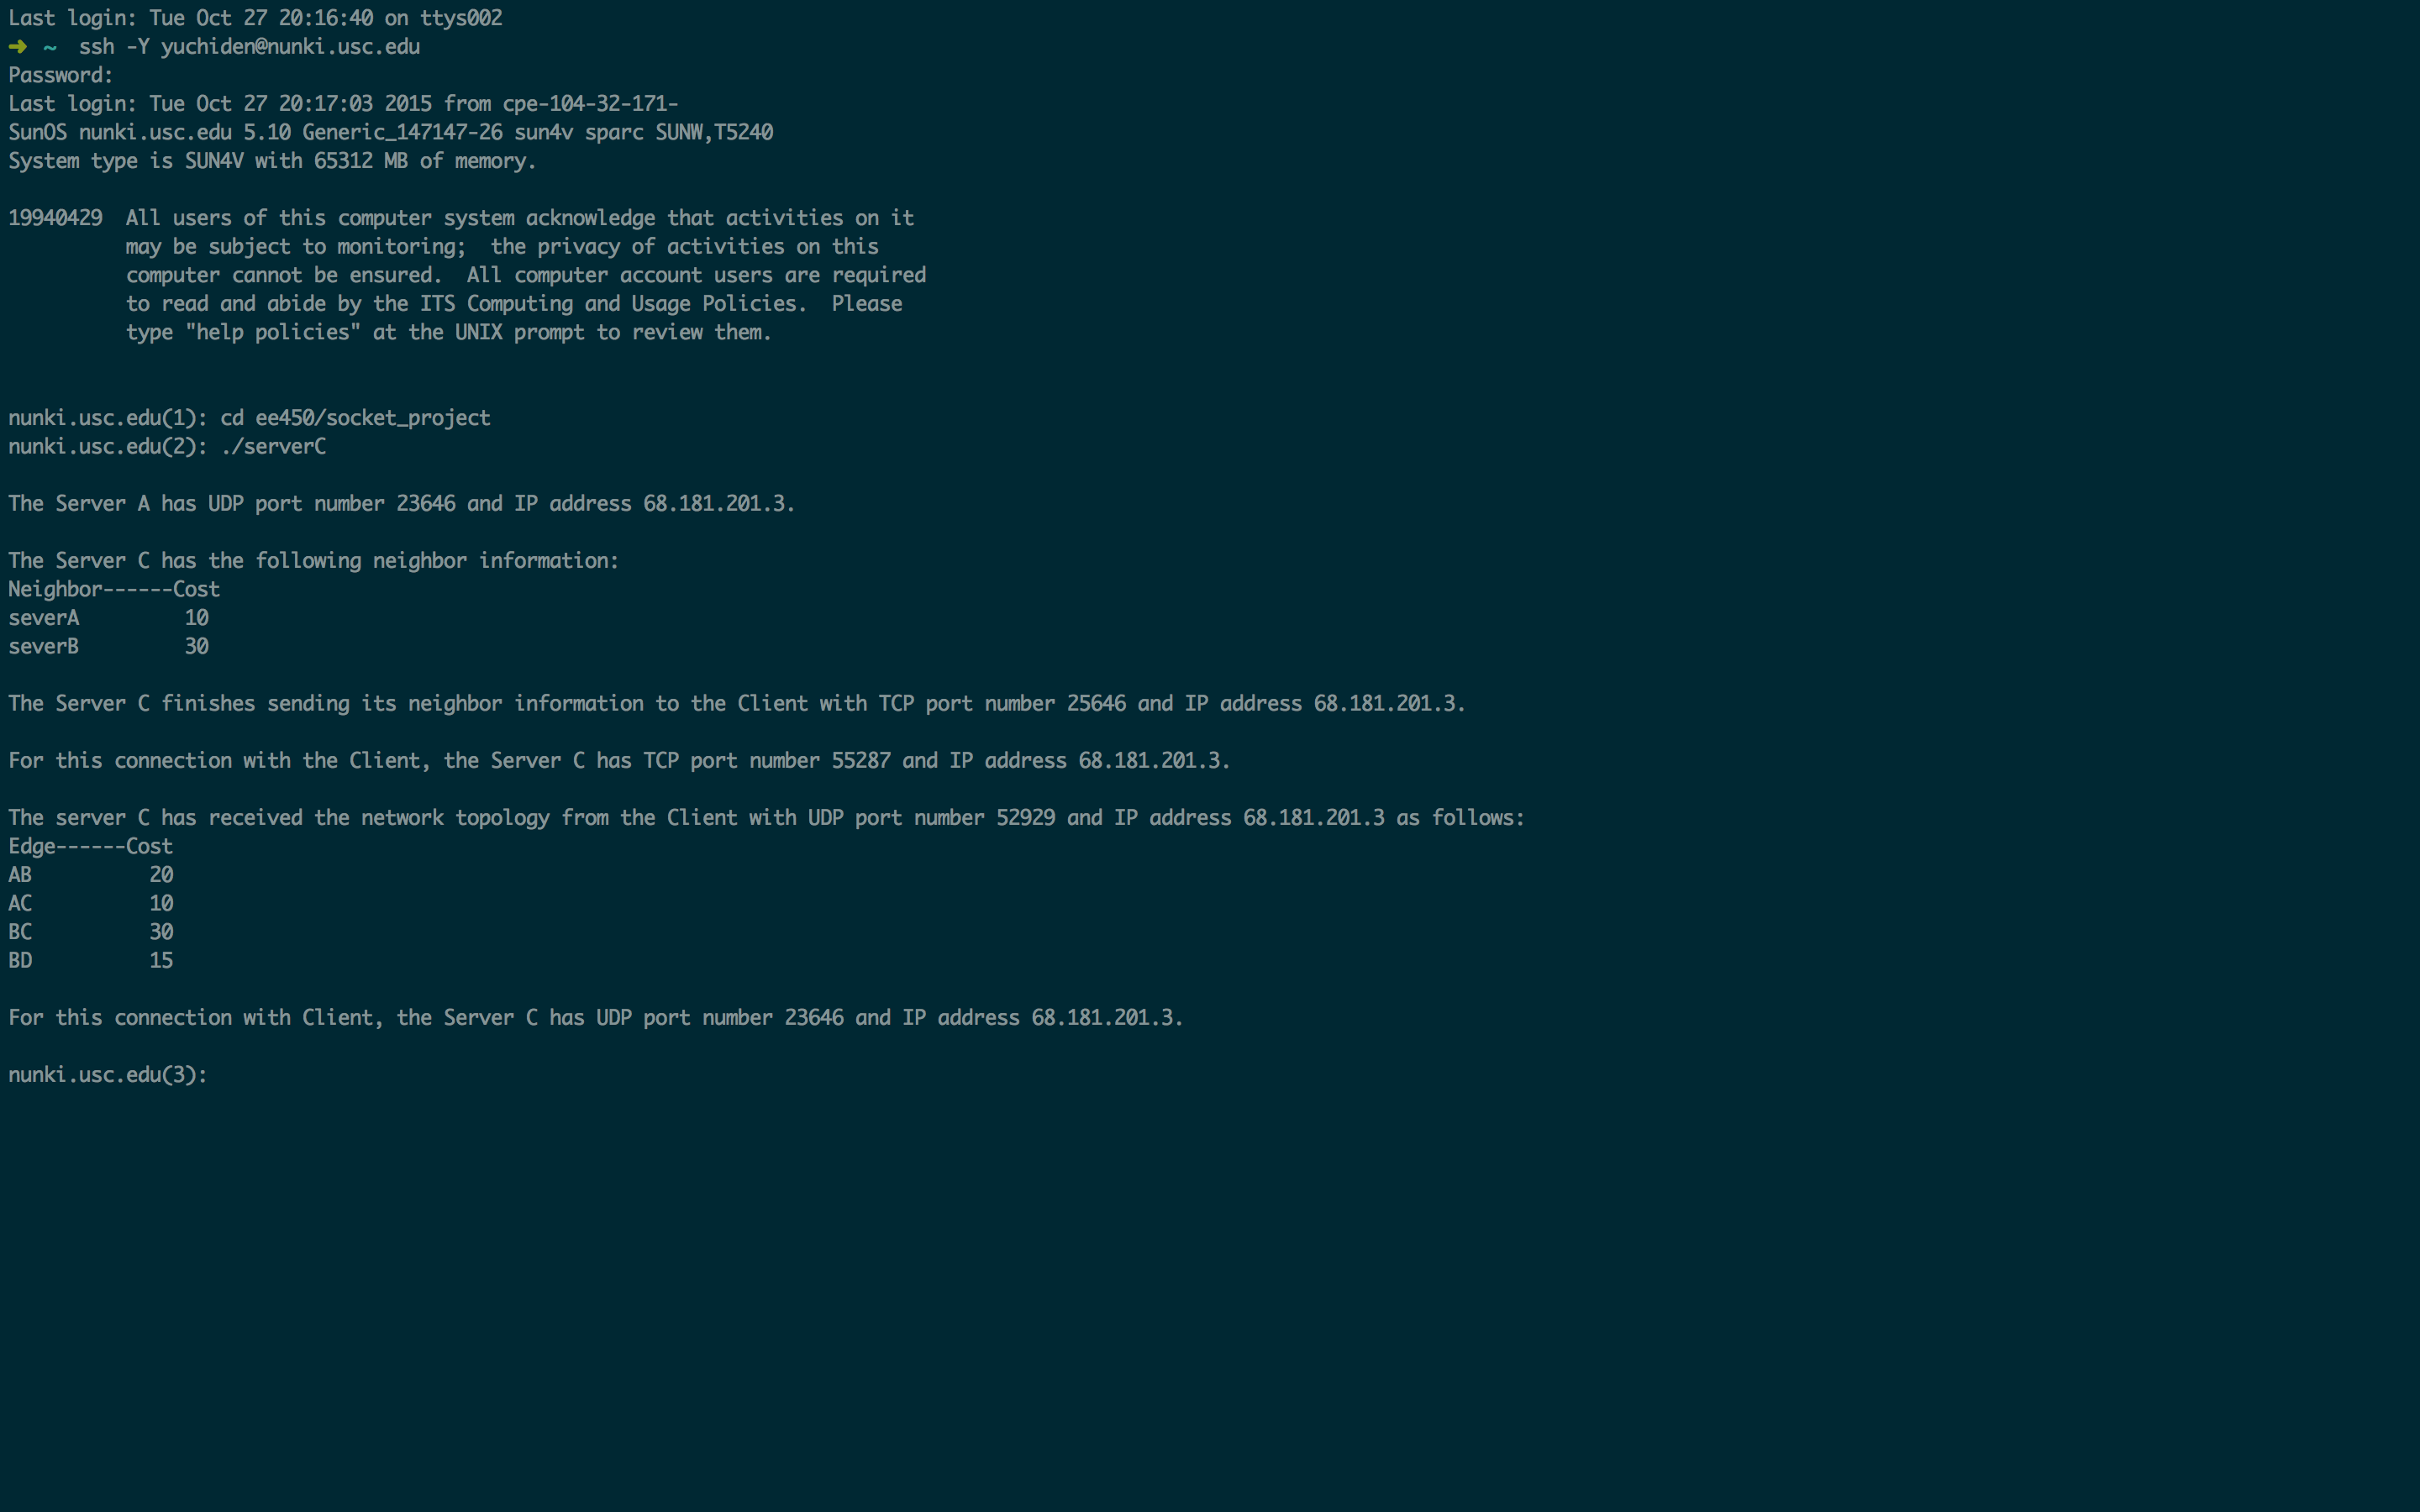 Last login: Tue Oct 27 20:16:40 on ttys002
➜  ~  ssh -Y yuchiden@nunki.usc.edu
Password:
Last login: Tue Oct 27 20:17:03 2015 from cpe-104-32-171-
SunOS nunki.usc.edu 5.10 Generic_147147-26 sun4v sparc SUNW,T5240
System type is SUN4V with 65312 MB of memory.
19940429  All users of this computer system acknowledge that activities on it
          may be subject to monitoring;  the privacy of activities on this
          computer cannot be ensured.  All computer account users are required
          to read and abide by the ITS Computing and Usage Policies.  Please
          type "help policies" at the UNIX prompt to review them.
nunki.usc.edu(1): cd ee450/socket_project
nunki.usc.edu(2): ./serverC
The Server A has UDP port number 23646 and IP address 68.181.201.3.
The Server C has the following neighbor information:
Neighbor------Cost
severA         10
severB         30
The Server C finishes sending its neighbor information to the Client with TCP port number 25646 and IP address 68.181.201.3.
For this connection with the Client, the Server C has TCP port number 55287 and IP address 68.181.201.3.
The server C has received the network topology from the Client with UDP port number 52929 and IP address 68.181.201.3 as follows:
Edge------Cost
AB          20
AC          10
BC          30
BD          15
For this connection with Client, the Server C has UDP port number 23646 and IP address 68.181.201.3.
nunki.usc.edu(3):